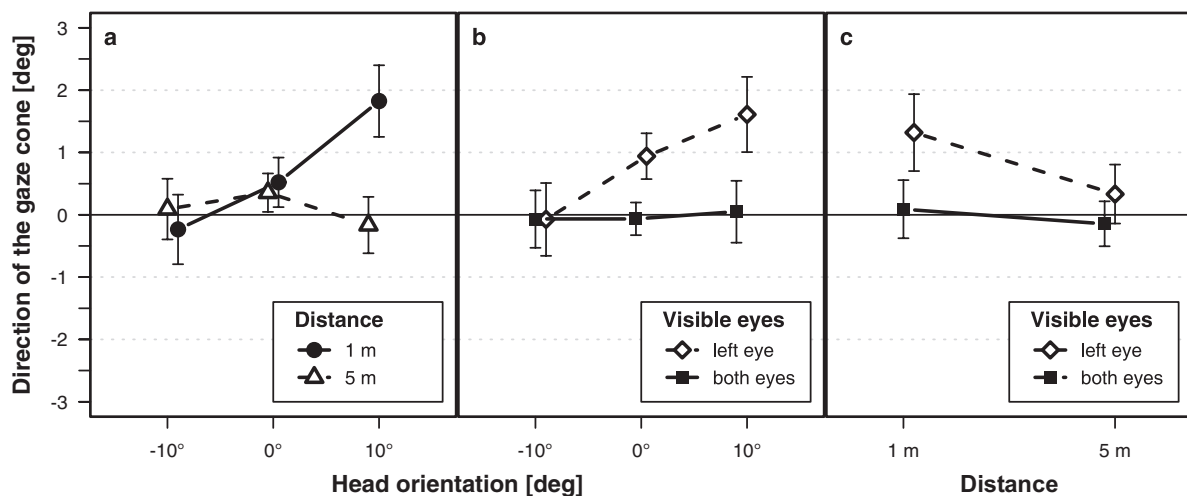 Direction of the gaze cone [deg]
3
2
1
0
-1
-2
-3
a
Distance
1 m
5 m
-10°
0°
10°
b
Visible eyes
left eye
both eyes
-10°
0°
10°
Head orientation [deg]
c
Visible eyes
left eye
both eyes
1 m
5 m
Distance